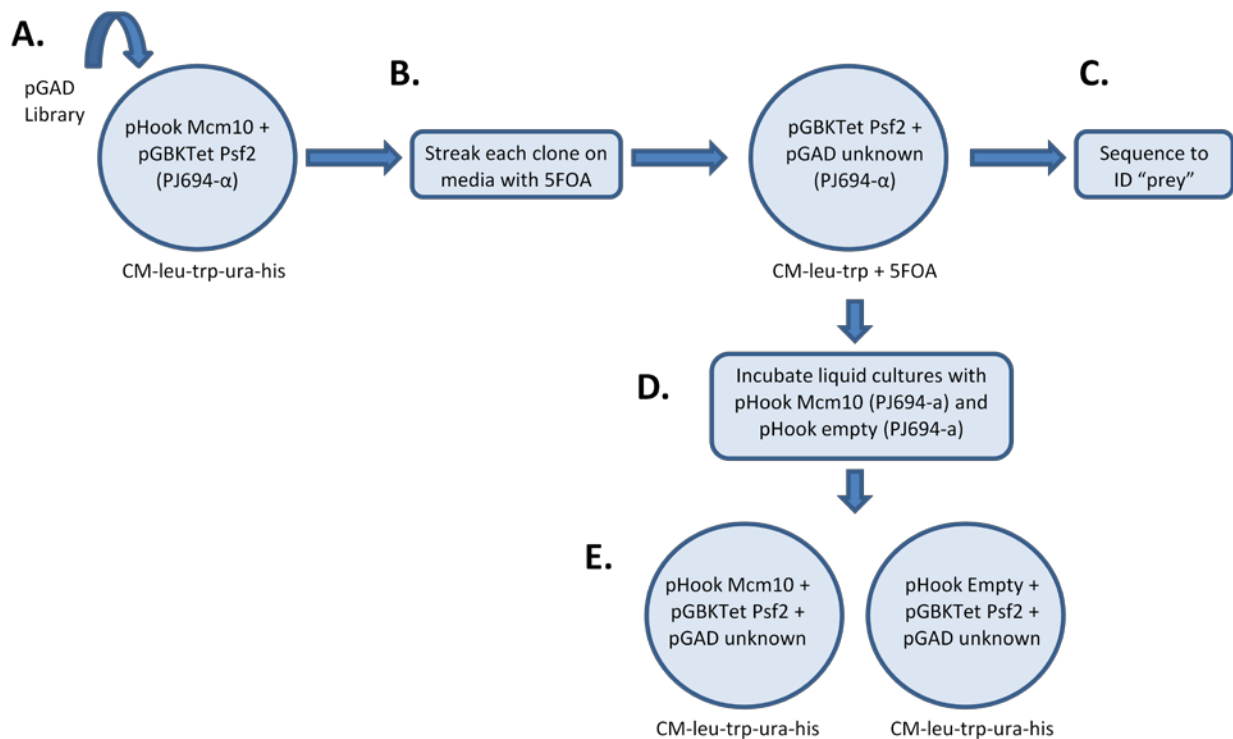 A.
pGAD
Library
pHook Mcm10 +
pGBKTet Psf2
(PJ694-α)
CM-leu-trp-ura-his
B.
Streak each clone on
media with 5FOA
pGBKTet Psf2 +
pGAD unknown
(PJ694-α)
CM-leu-trp + 5FOA
C.
Sequence to
ID “prey”
D.
Incubate liquid cultures with
pHook Mcm10 (PJ694-a) and
pHook empty (PJ694-a)
E.
pHook Mcm10 +
pGBKTet Psf2 +
pGAD unknown
CM-leu-trp-ura-his
pHook Empty +
pGBKTet Psf2 +
pGAD unknown
CM-leu-trp-ura-his